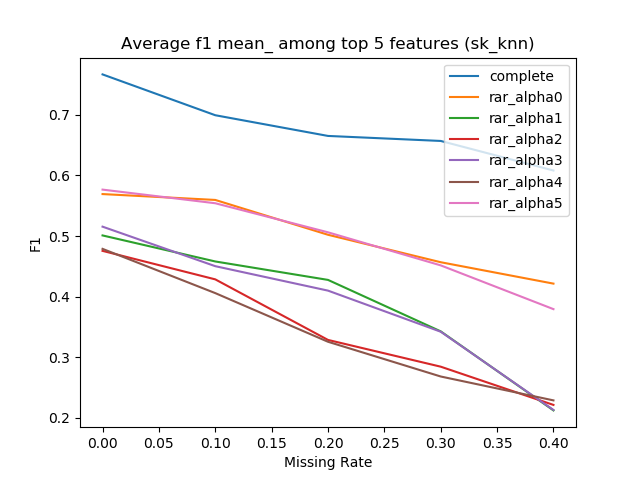 Average f1 mean_ among top 5 features (sk_knn)
complete
rar_alpha0
rar_alpha1
rar_alpha2
rar_alpha3
rar_alpha4
rar_alpha5
F1
0.7
0.6
0.5
0.4
0.3
0.2
0.00 0.05 0.10 0.15 0.20 0.25 0.30 0.35 0.40
Missing Rate